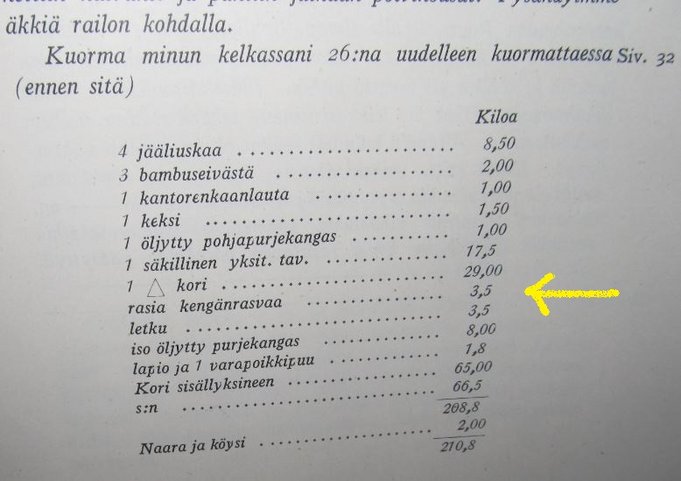 äkkiä railon kohdalla.
Kuorma minun kelkassani 26:na uudelleen kuormattaessa Siv. 32
(ennen sitä)
Kiloa
4 jääliuskaa ........................ 8,50
3 bambuseivästä .................... 2,00
1 kantorenkaanlauta ............... 1,00
1 keksi ........................... 1,50
1 öljytty pohjapurjekangas .......... 1,00
1 säkillinen yksit. tav. ............. 17,5
1 △ kori ......................... 29,00
rasia kengänrasvaa ............... 3,5
letku ............................ 3,5
iso öljytty purjekangas ............ 8,00
lapio ja 1 varapoikkipuu ........... 1,8
Kori sisällyksineen ................ 65,00
s:n ............................. 66,5
208,8
Naara ja köysi ................... 2,00
210,8